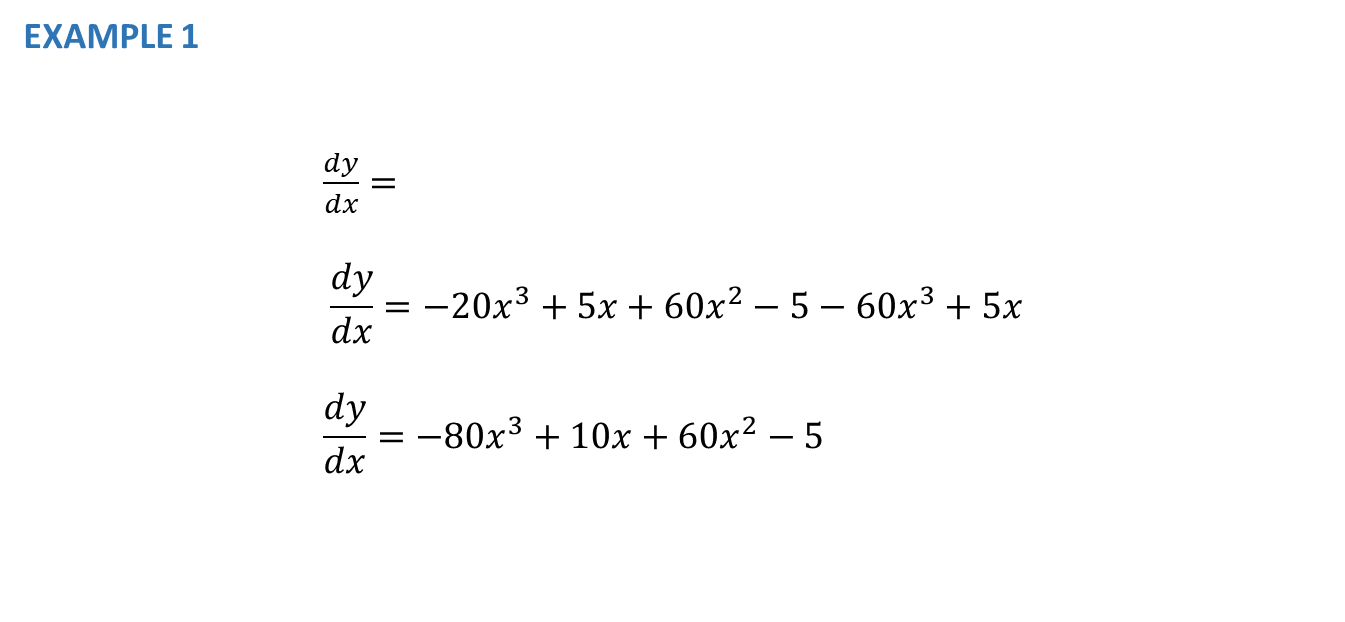 EXAMPLE 1
dy/dx =
dy/dx = −20x³ + 5x + 60x² − 5 − 60x³ + 5x
dy/dx = −80x³ + 10x + 60x² − 5